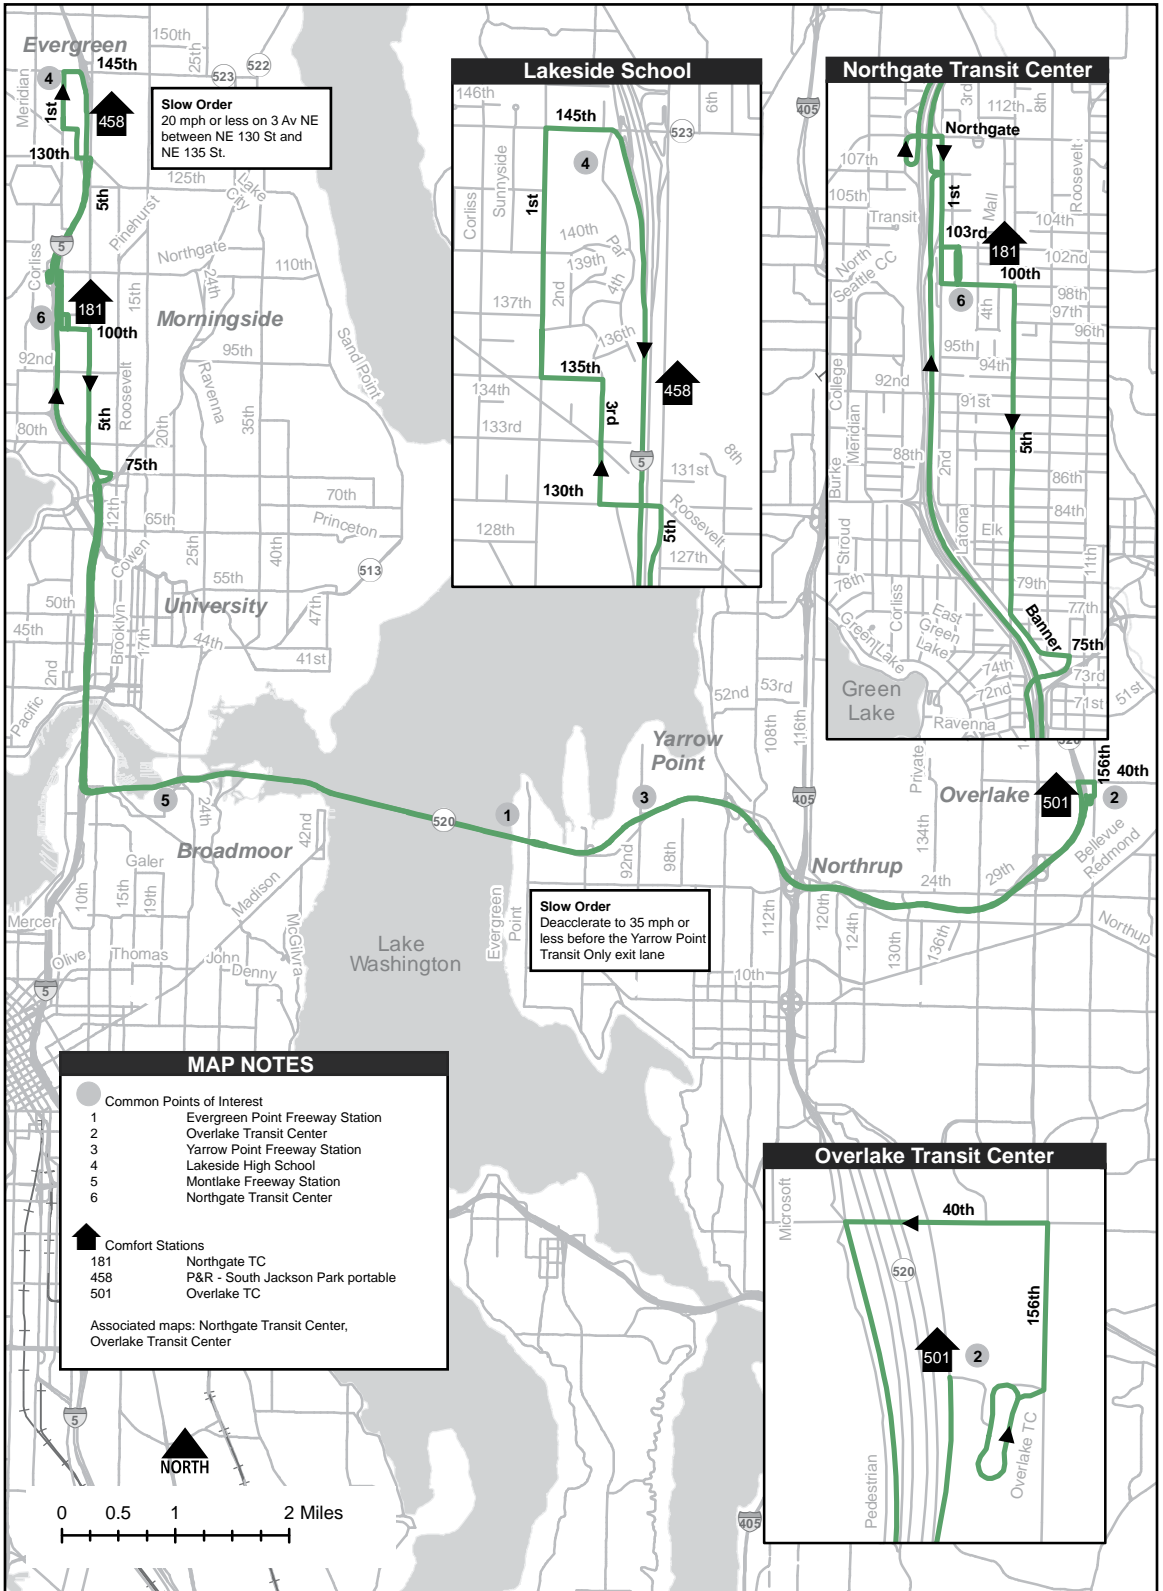 Evergreen
150th
25th
522
523
145th
4
Meridian
1st
458
130th
Slow Order
20 mph or less on 3 Av NE
between NE 130 St and
NE 135 St.
125th
Lake City
5th
Pinehurst
5
Northgate
110th
Corliss
24th
15th
181
6
100th
Morningside
92nd
95th
Sand Point
Roosevelt
Ravenna
35th
20th
5th
80th
75th
70th
12th
65th
Princeton
Cowen
25th
40th
513
55th
50th
University
47th
45th
Brooklyn
17th
44th
41st
2nd
Pacific
5
24th
42nd
Broadmoor
Galer
10th
15th
19th
Madison
McGilvra
Mercer
Olive
Thomas
John
Denny
5
Lake
Washington
520
1
Evergreen
Point
3
Yarrow
Point
92nd
98th
52nd
53rd
108th
116th
405
405
Slow Order
Deacclerate to 35 mph or
less before the Yarrow Point
Transit Only exit lane
Northrup
112th
120th
124th
130th
136th
10th
24th
29th
134th
Private
Overlake
501
520
156th
40th
2
Bellevue
Redmond
Northup
Lakeside School
146th
6th
145th
523
4
Sunnyside
Corliss
1st
140th
Par
139th
4th
2nd
137th
136th
135th
134th
3rd
458
133rd
8th
5
131st
130th
Roosevelt
128th
5th
127th
Northgate Transit Center
3rd
112th
8th
Northgate
107th
105th
1st
Mall
Roosevelt
Transit
104th
103rd
181
102nd
North
Seattle CC
100th
6
4th
98th
97th
96th
95th
94th
92nd
College
91st
Meridian
5th
88th
2nd
86th
Burke
84th
Latona
Elk
Stroud
11th
78th
79th
Corliss
77th
East
Green
Lake
Banner
75th
Green Lake
74th
73rd
72nd
71st
51st
Green
Lake
Ravenna
1
MAP NOTES
Common Points of Interest
1 Evergreen Point Freeway Station
2 Overlake Transit Center
3 Yarrow Point Freeway Station
4 Lakeside High School
5 Montlake Freeway Station
6 Northgate Transit Center
Comfort Stations
181 Northgate TC
458 P&R - South Jackson Park portable
501 Overlake TC
Associated maps: Northgate Transit Center,
Overlake Transit Center
5
NORTH
0 0.5 1 2 Miles
405
Overlake Transit Center
Microsoft
40th
520
156th
501
2
Overlake TC
Pedestrian